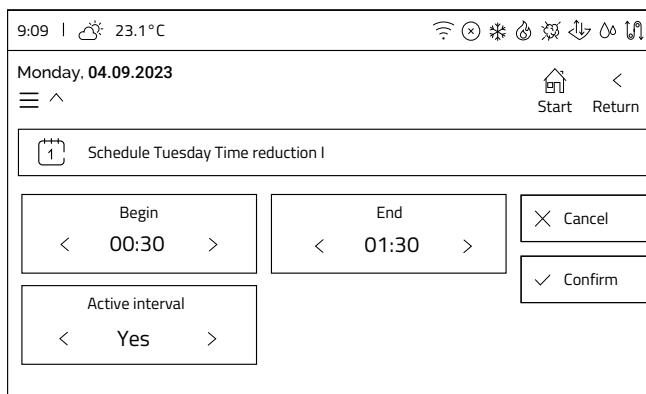 9:09 | 23.1°C
Monday, 04.09.2023
Start Return
1 Schedule Tuesday Time reduction I
Begin
< 00:30 >
End
< 01:30 >
Cancel
Confirm
Active interval
< Yes >